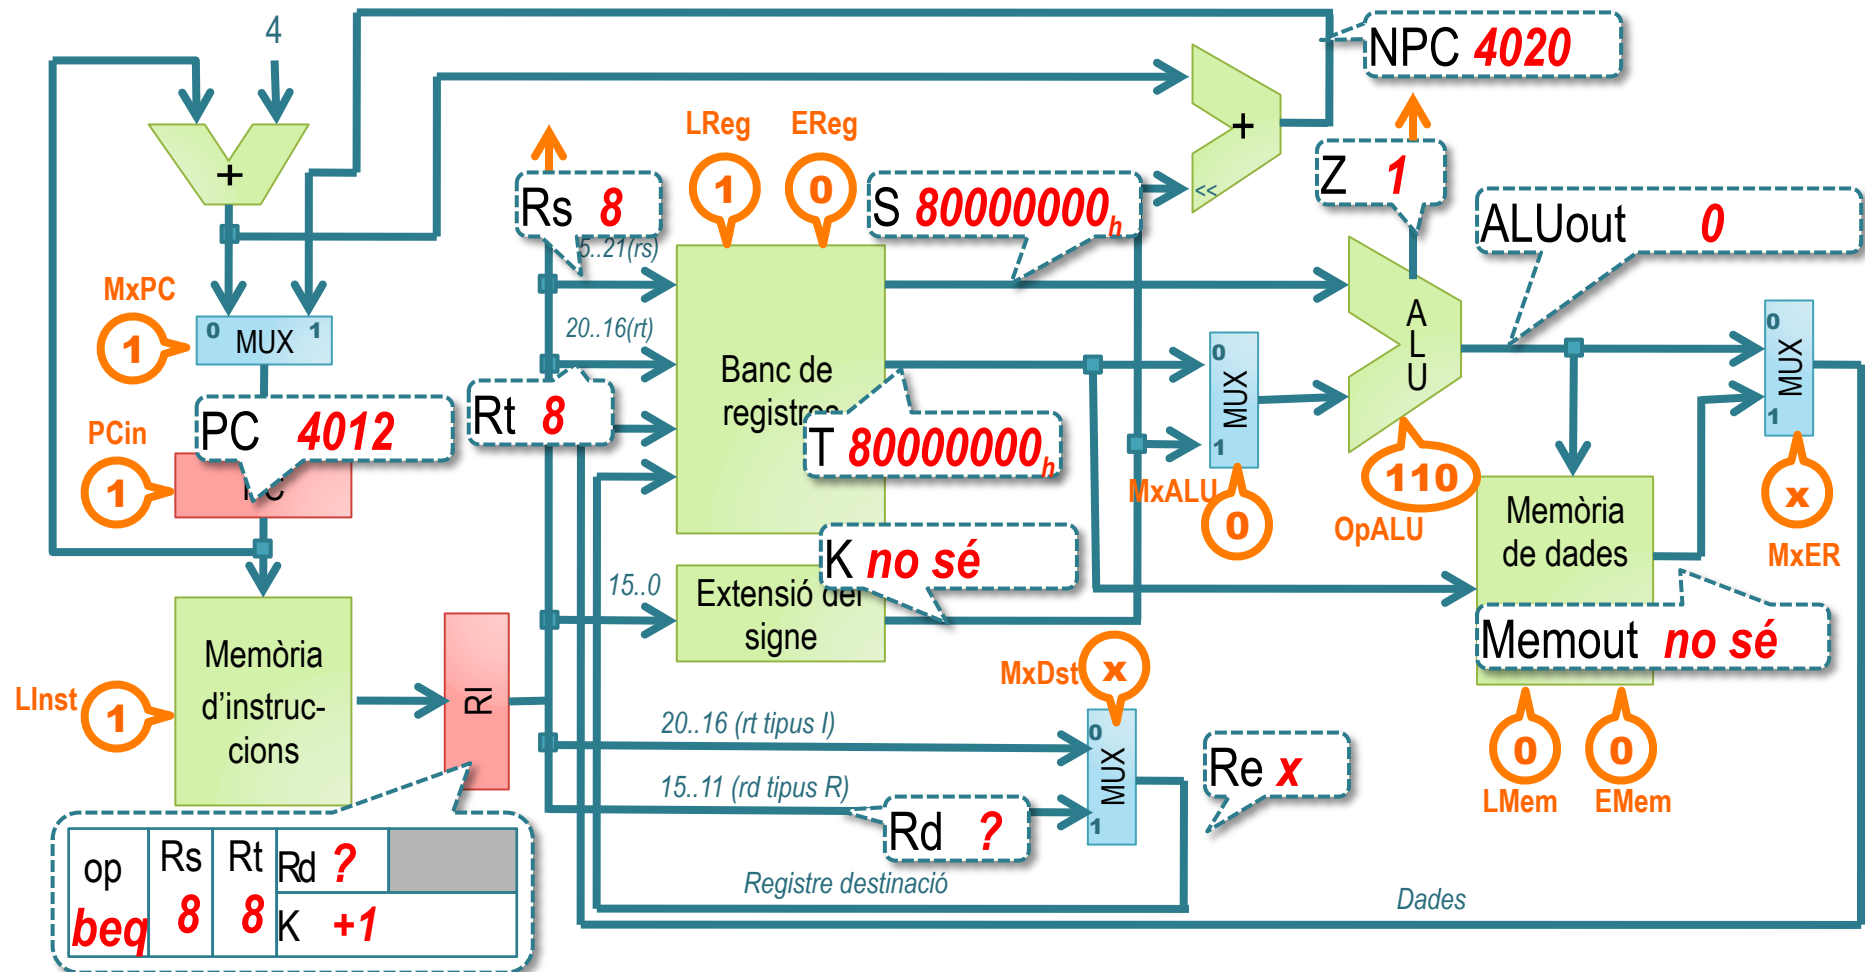 4
NPC 4020
LReg
EReg
+
+
1
0
<<
Rs 8
S 80000000h
Z 1
ALUout 0
5..21(rs)
MxPC
1
0 MUX 1
20..16(rt)
Banc de
registres
0
MUX
1
ALU
0
MUX
1
PCin
1
PC 4012
PC
Rt 8
T 80000000h
MxALU
0
110
OpALU
x
MxER
Memòria
de dades
K no sé
15..0
Extensió del
signe
Memout no sé
Memòria
d'instruc-
cions
LInst
1
RI
MxDst
x
20..16 (rt tipus I)
0
MUX
1
Re x
0
0
LMem
EMem
15..11 (rd tipus R)
Rd ?
op
beq
Rs
8
Rt
8
Rd ?
K +1
Registre destinació
Dades